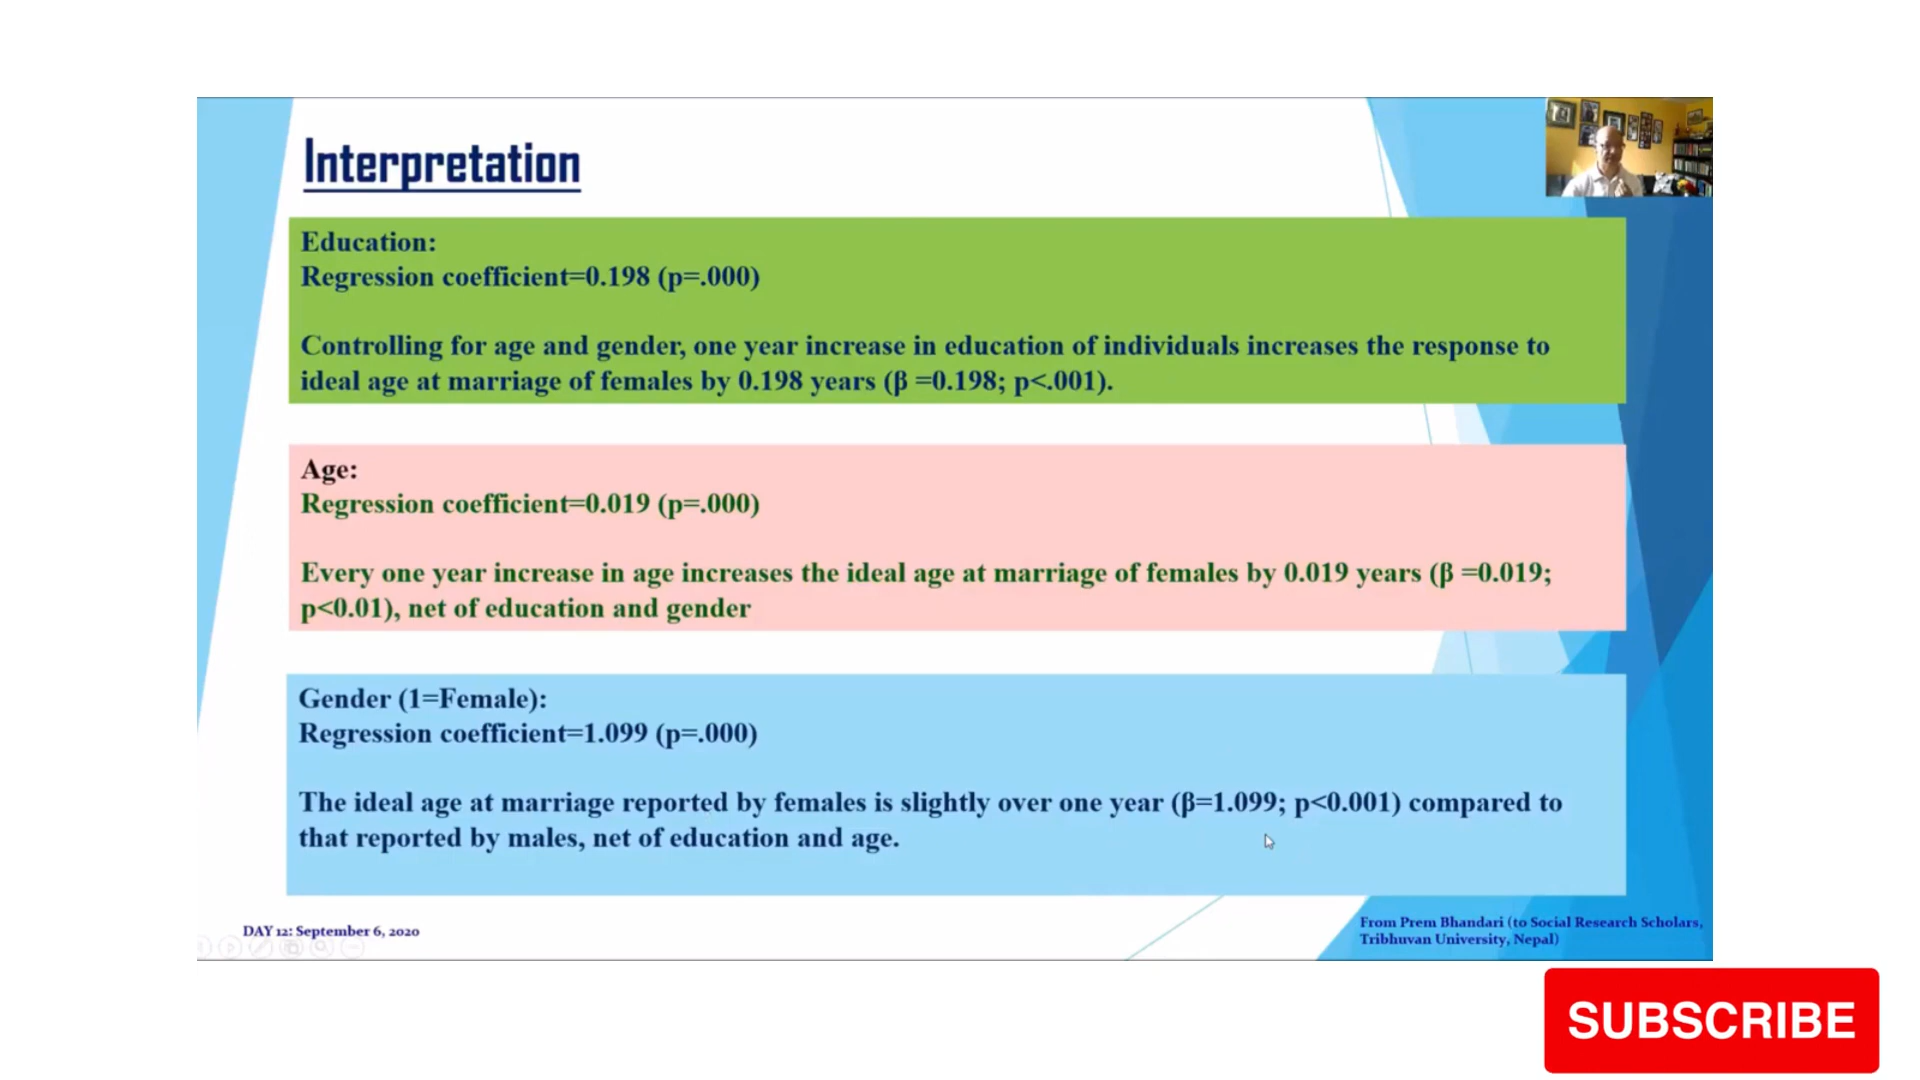 Interpretation
Education:
Regression coefficient=0.198 (p=.000)
Controlling for age and gender, one year increase in education of individuals increases the response to
ideal age at marriage of females by 0.198 years (β =0.198; p<.001).
Age:
Regression coefficient=0.019 (p=.000)
Every one year increase in age increases the ideal age at marriage of females by 0.019 years (β =0.019;
p<0.01), net of education and gender
Gender (1=Female):
Regression coefficient=1.099 (p=.000)
The ideal age at marriage reported by females is slightly over one year (β=1.099; p<0.001) compared to
that reported by males, net of education and age.
DAY 12: September 6, 2020
From Prem Bhandari (to Social Research Scholars,
Tribhuvan University, Nepal)
SUBSCRIBE